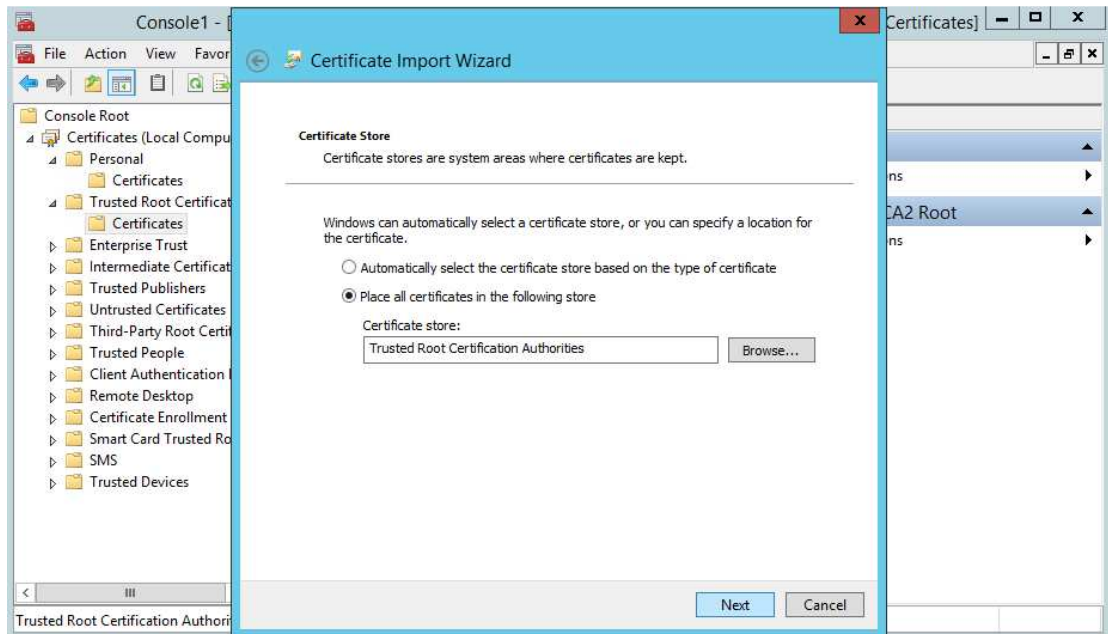 Console1 - [
Certificates]
File Action View Favor
Console Root
Certificates (Local Compu
Personal
Certificates
Trusted Root Certificat
Certificates
Enterprise Trust
Intermediate Certificat
Trusted Publishers
Untrusted Certificates
Third-Party Root Certif
Trusted People
Client Authentication
Remote Desktop
Certificate Enrollment
Smart Card Trusted Ro
SMS
Trusted Devices
Trusted Root Certification Authori
Certificate Import Wizard
Certificate Store
Certificate stores are system areas where certificates are kept.
Windows can automatically select a certificate store, or you can specify a location for
the certificate.
Automatically select the certificate store based on the type of certificate
Place all certificates in the following store
Certificate store:
Trusted Root Certification Authorities
Browse...
Next Cancel
ns
CA2 Root
ns